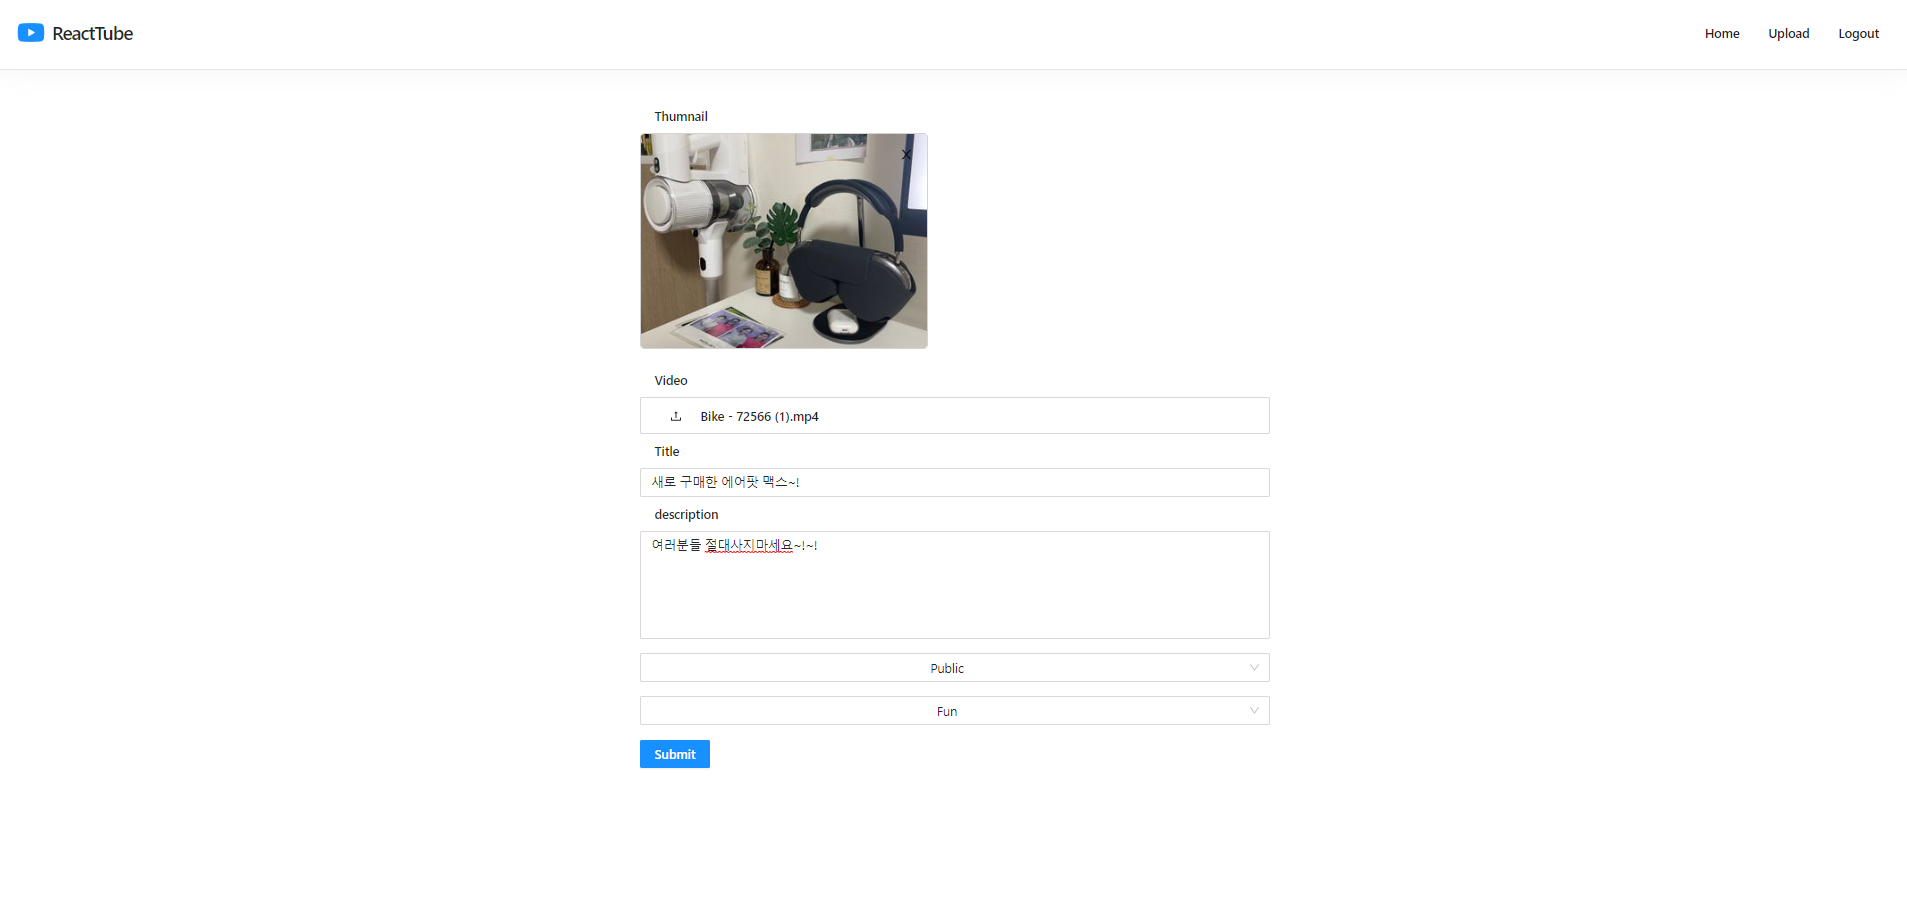 ReactTube
Home Upload Logout
Thumnail
X
Video
Bike - 72566 (1).mp4
Title
새로 구매한 에어팟 맥스~!
description
여러분들 절대사지마세요~!~!
Public
Fun
Submit